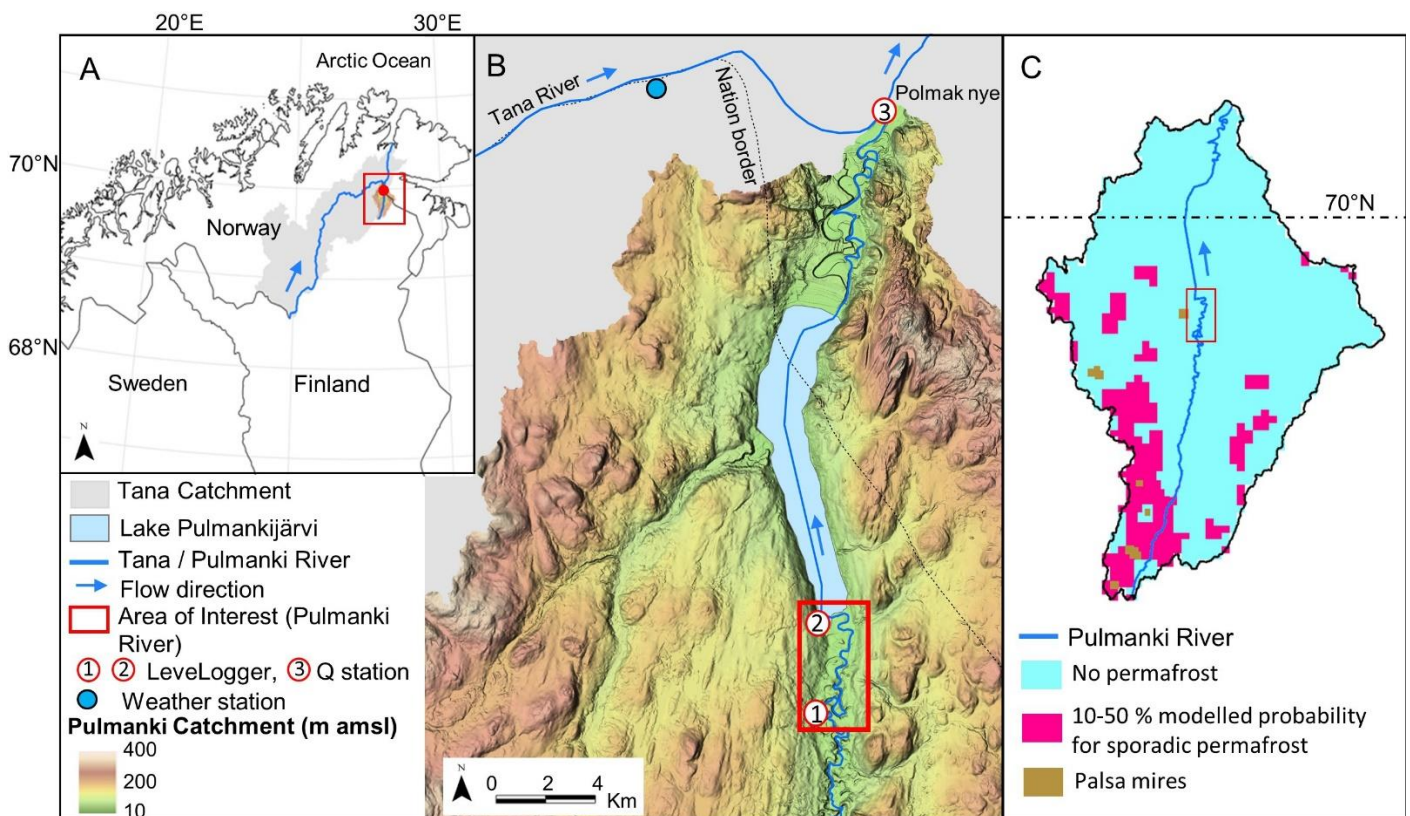 20°E
30°E
A
Arctic Ocean
70°N
Norway
68°N
Sweden
Finland
N
Tana Catchment
Lake Pulmankijärvi
Tana / Pulmanki River
Flow direction
Area of Interest (Pulmanki
River)
1 2 LeveLogger, 3 Q station
Weather station
Pulmanki Catchment (m amsl)
400
200
10
B
Tana River
Nation border
3
Polmak nye
2
1
N
0 2 4
Km
C
70°N
Pulmanki River
No permafrost
10-50 % modelled probability
for sporadic permafrost
Palsa mires